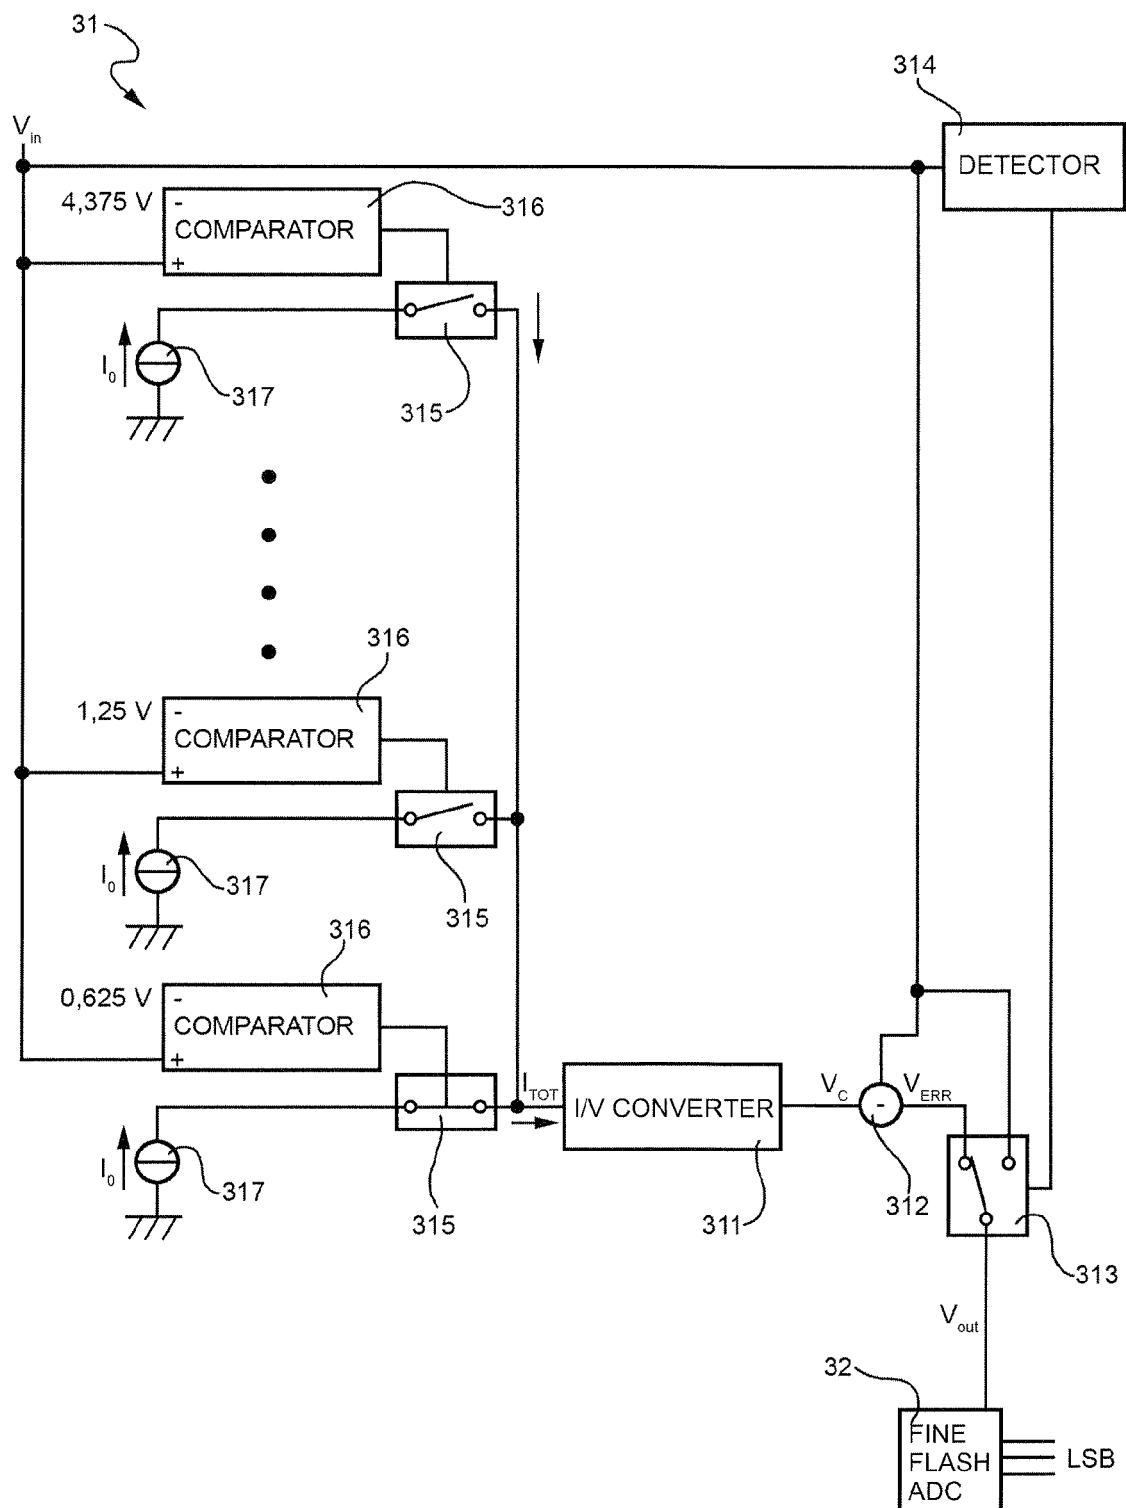 31
314
V in
DETECTOR
4,375 V
-
COMPARATOR
+
316
I0
317
315
316
1,25 V
-
COMPARATOR
+
I0
317
315
316
0,625 V
-
COMPARATOR
+
ITOT
I/V CONVERTER
VC
-
VERR
I0
317
315
311
312
313
Vout
32
FINE
FLASH
ADC
LSB